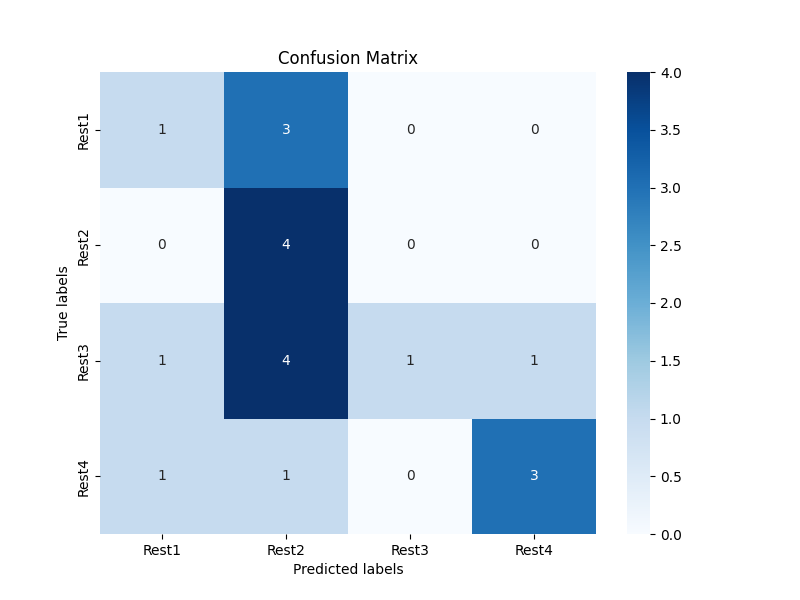 Confusion Matrix
True labels
Rest1 1 3 0 0
Rest2 0 4 0 0
Rest3 1 4 1 1
Rest4 1 1 0 3
Rest1 Rest2 Rest3 Rest4
Predicted labels
4.0
3.5
3.0
2.5
2.0
1.5
1.0
0.5
0.0